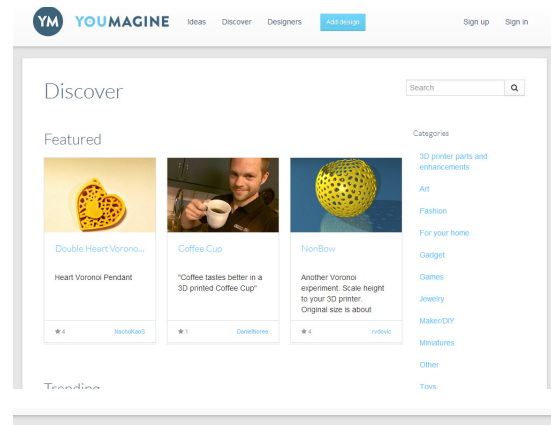 YM YOUMAGINE Ideas Discover Designers Add design Sign up Sign in
Discover
Search
Featured
Categories
3D printer parts and
enhancements
Art
Fashion
For your home
Gadget
Games
Jewelry
Maker/DIY
Miniatures
Other
Toys
Double Heart Vorono...
Heart Voronoi Pendant
4 NachoNaoS
Coffee Cup
"Coffee tastes better in a
3D printed Coffee Cup"
1
NonBow
Another Voronoi
experiment. Scale height
to your 3D printer.
Original size is about
4
Trending